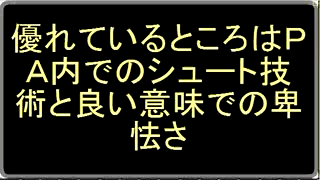 優れているところはＰ
Ａ内でのシュート技
術と良い意味での卑
怯さ